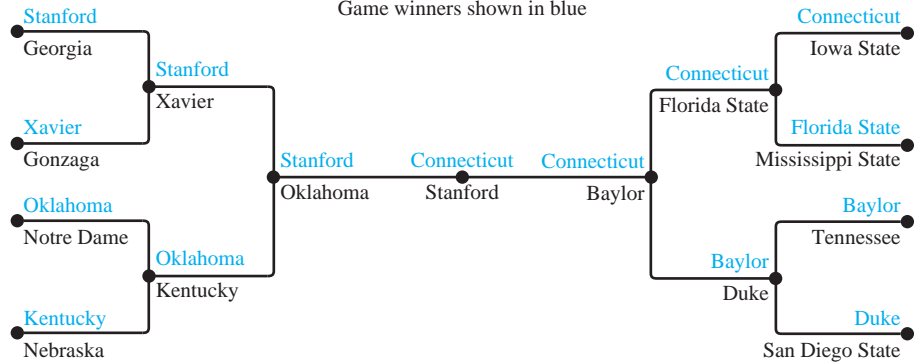 Game winners shown in blue
Stanford
Georgia
Stanford
Xavier
Xavier
Gonzaga
Stanford
Oklahoma
Oklahoma
Notre Dame
Oklahoma
Kentucky
Kentucky
Nebraska
Connecticut
Stanford
Connecticut
Baylor
Connecticut
Florida State
Connecticut
Iowa State
Florida State
Mississippi State
Baylor
Duke
Baylor
Tennessee
Duke
San Diego State